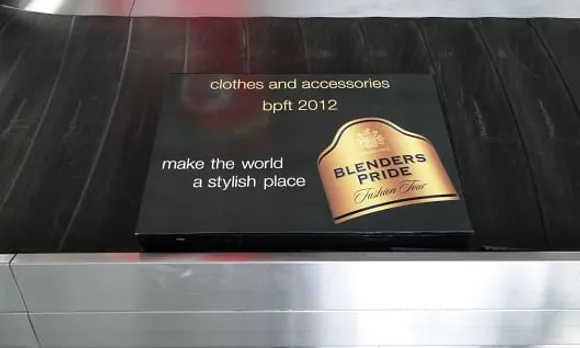 clothes and accessories
bpft 2012
make the world
a stylish place
BLENDERS
PRIDE
Fashion Tour